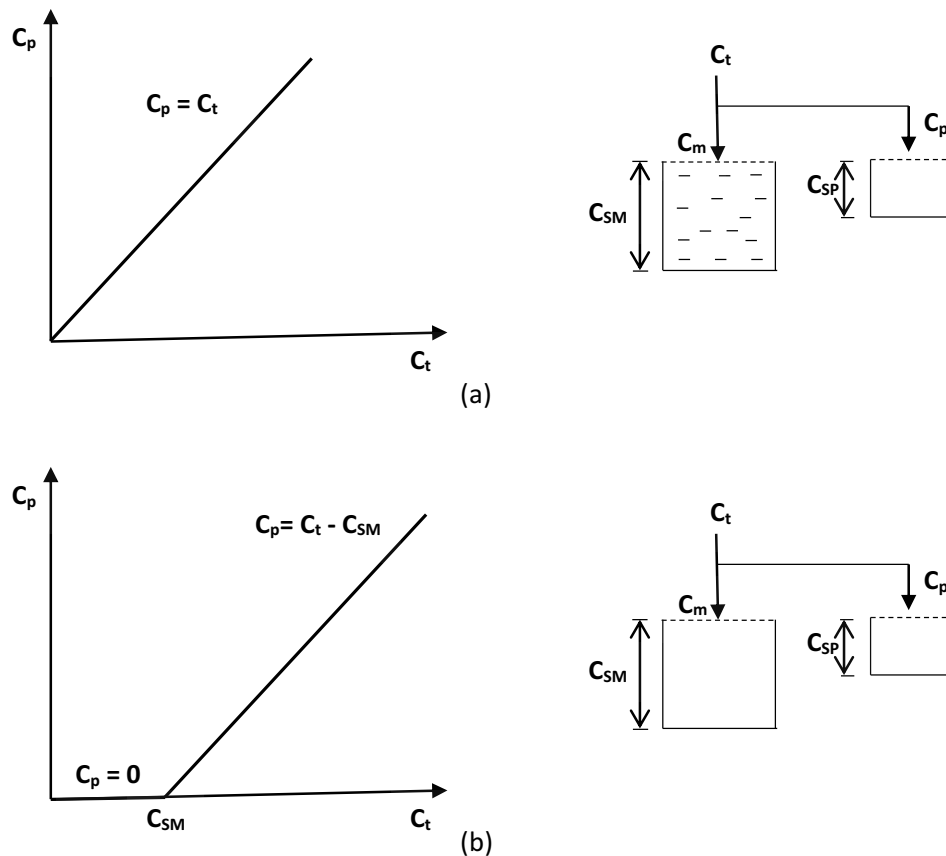 Cp
Cp = Ct
Ct
Ct
Cm
Cp
CSM
CSP
(a)
Cp
Cp= Ct - CSM
Cp = 0
CSM
Ct
Ct
Cm
Cp
CSM
CSP
(b)